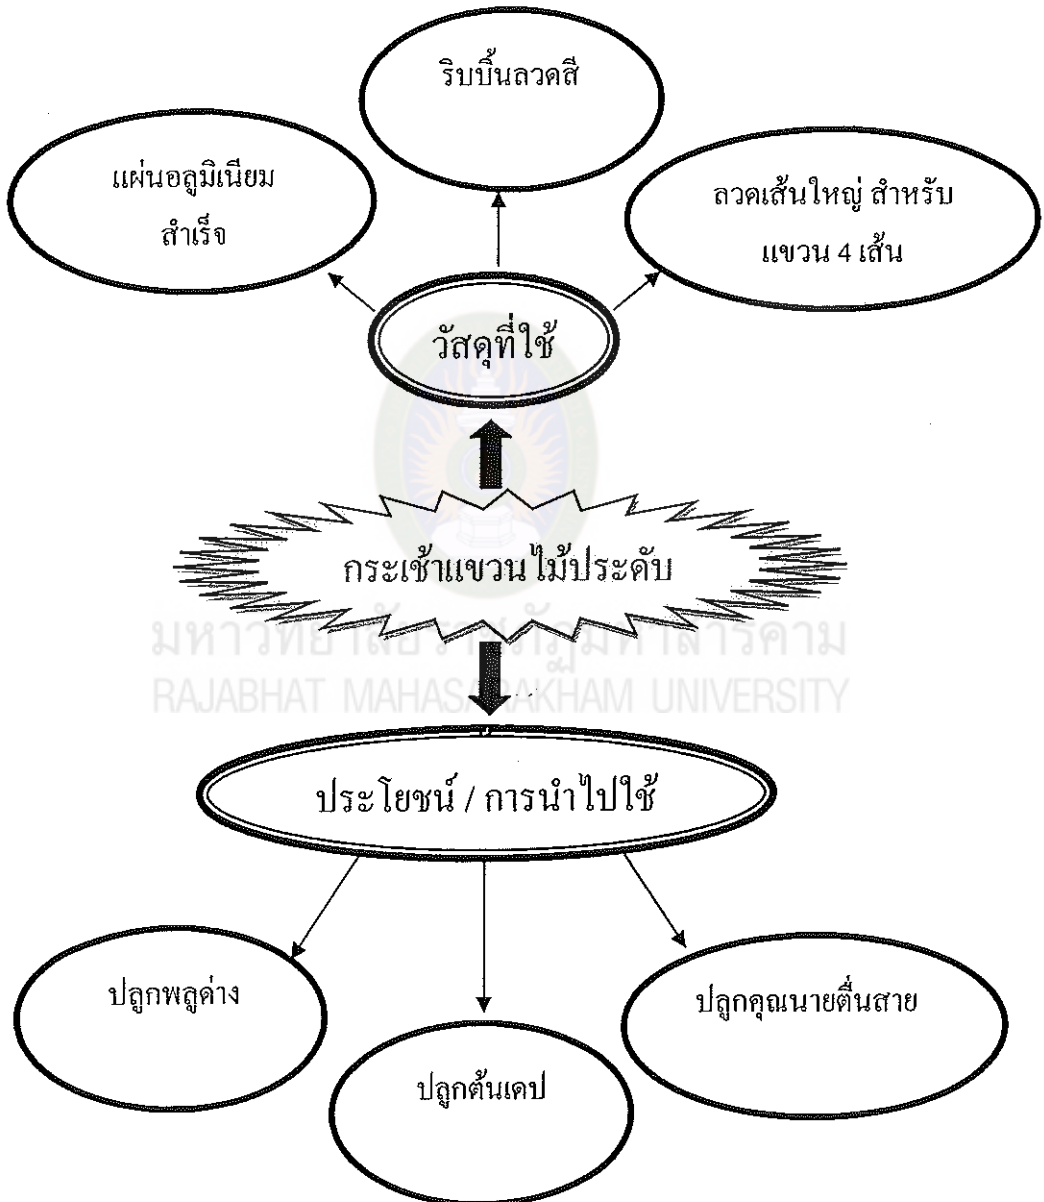 ริบบิ้นลวดสี
แผ่นอลูมิเนียม
สำเร็จ
ลวดเส้นใหญ่ สำหรับ
แขวน 4 เส้น
วัสดุที่ใช้
กระเช้าแขวนไม้ประดับ
มหาวิทยาลัยราชภัฏมหาสารคาม
RAJABHAT MAHASARAKHAM UNIVERSITY
ประโยชน์ / การนำไปใช้
ปลูกพลูด่าง
ปลูกคุณนายตื่นสาย
ปลูกต้นเดป